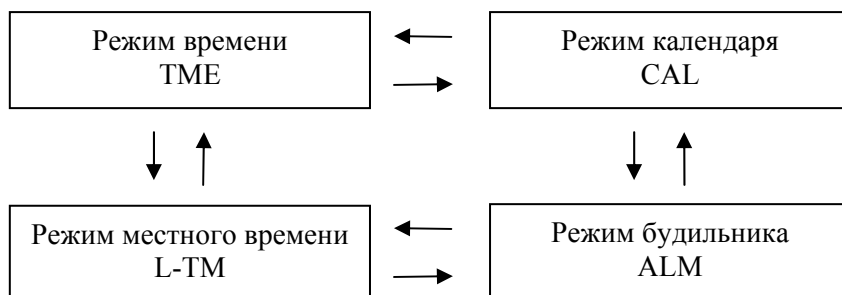 Режим времени
TME
Режим календаря
CAL
Режим местного времени
L-TM
Режим будильника
ALM